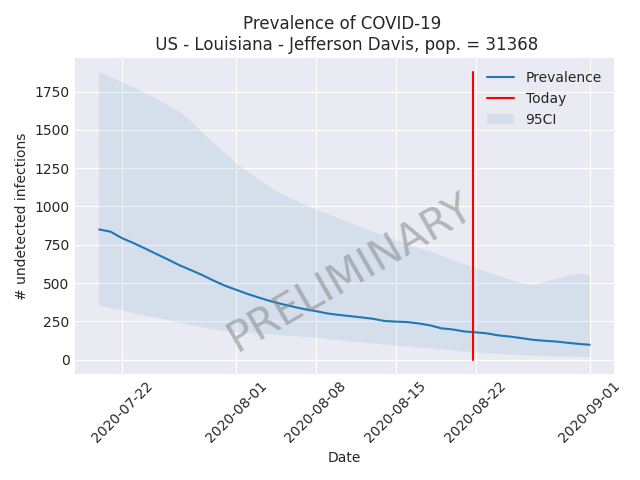 Prevalence of COVID-19
US - Louisiana - Jefferson Davis, pop. = 31368
Prevalence
Today
95CI
1750
1500
1250
1000
750
500
250
0
# undetected infections
PRELIMINARY
2020-07-22
2020-08-01
2020-08-08
2020-08-15
2020-08-22
2020-09-01
Date